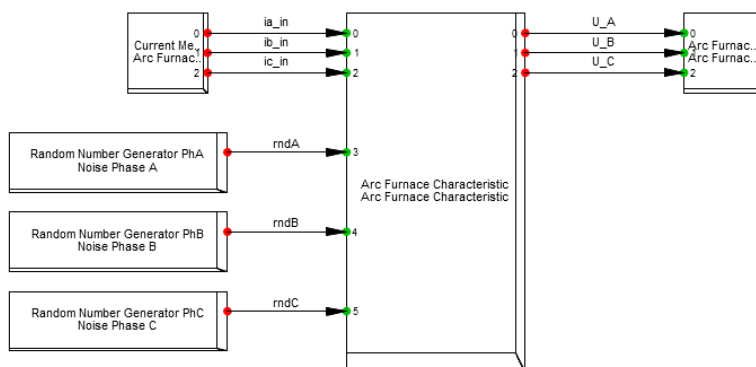 ia_in
ib_in
ic_in
U_A
U_B
U_C
Current Me..
Arc Furnac..
0
1
2
0
1
2
0
1
2
Arc Furnac..
Arc Furnac..
0
2
Random Number Generator PhA
Noise Phase A
rndA
3
Arc Furnace Characteristic
Arc Furnace Characteristic
Random Number Generator PhB
Noise Phase B
rndB
4
Random Number Generator PhC
Noise Phase C
rndC
5